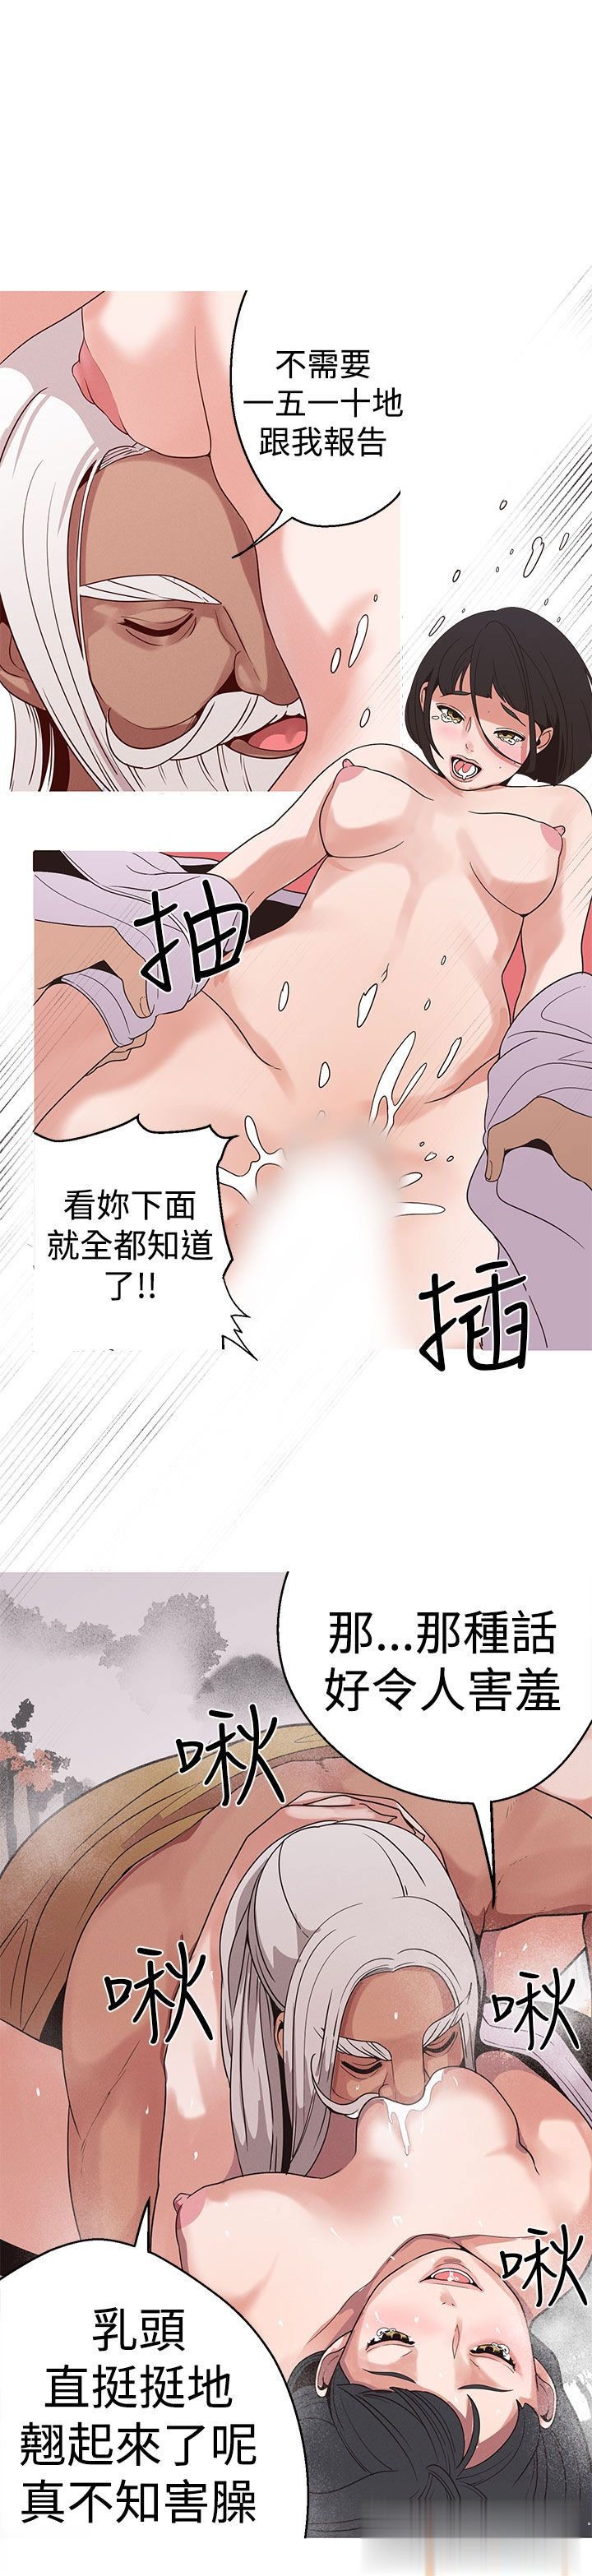 不需要
一五一十地
跟我報告
抽
看妳下面
就全都知道
了!!
插
那...那種話
好令人害羞
啾
啾
啾
啾
乳頭
直挺挺地
翹起來了呢
真不知害臊